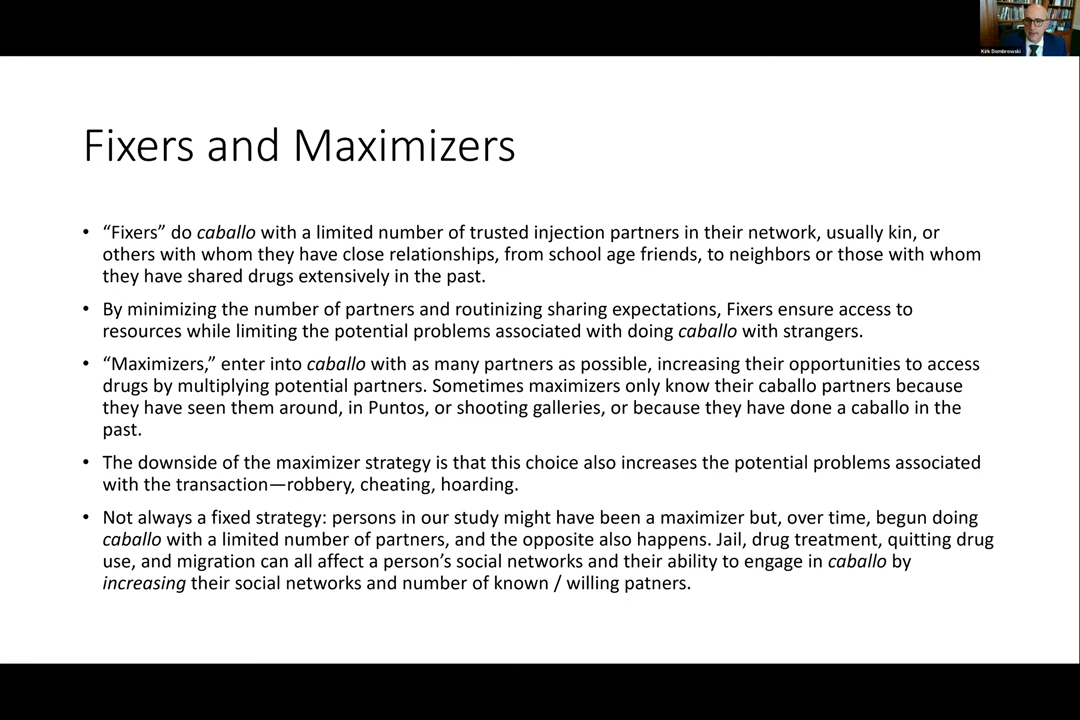 Kirk Dombrowski
Fixers and Maximizers
• “Fixers” do caballo with a limited number of trusted injection partners in their network, usually kin, or
others with whom they have close relationships, from school age friends, to neighbors or those with whom
they have shared drugs extensively in the past.
• By minimizing the number of partners and routinizing sharing expectations, Fixers ensure access to
resources while limiting the potential problems associated with doing caballo with strangers.
• “Maximizers,” enter into caballo with as many partners as possible, increasing their opportunities to access
drugs by multiplying potential partners. Sometimes maximizers only know their caballo partners because
they have seen them around, in Puntos, or shooting galleries, or because they have done a caballo in the
past.
• The downside of the maximizer strategy is that this choice also increases the potential problems associated
with the transaction—robbery, cheating, hoarding.
• Not always a fixed strategy: persons in our study might have been a maximizer but, over time, begun doing
caballo with a limited number of partners, and the opposite also happens. Jail, drug treatment, quitting drug
use, and migration can all affect a person’s social networks and their ability to engage in caballo by
increasing their social networks and number of known / willing patners.